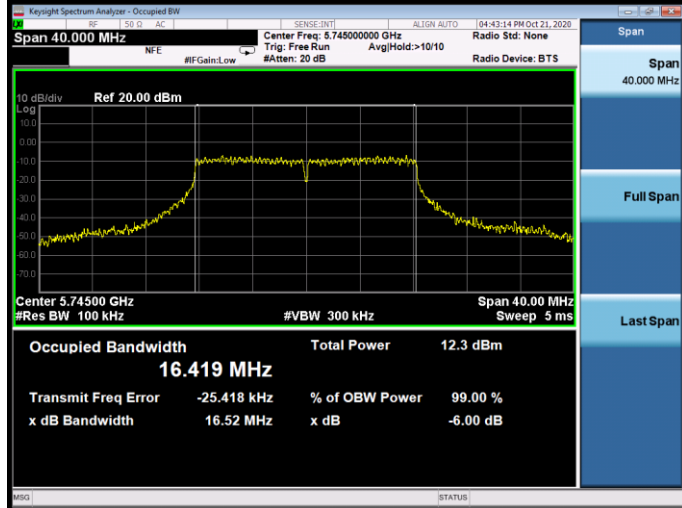 Keysight Spectrum Analyzer - Occupied BW
LXI RF 50 Ω AC SENSE:INT ALIGN AUTO 04:43:14 PM Oct 21, 2020
Span 40.000 MHz
Center Freq: 5.745000000 GHz
Radio Std: None
NFE
Trig: Free Run Avg|Hold:>10/10
#IFGain:Low #Atten: 20 dB Radio Device: BTS
Span
Span
40.000 MHz
Full Span
Last Span
10 dB/div Ref 20.00 dBm
Log
10.0
0.00
-10.0
-20.0
-30.0
-40.0
-50.0
-60.0
-70.0
Center 5.74500 GHz Span 40.00 MHz
#Res BW 100 kHz #VBW 300 kHz Sweep 5 ms
Occupied Bandwidth Total Power 12.3 dBm
16.419 MHz
Transmit Freq Error -25.418 kHz % of OBW Power 99.00 %
x dB Bandwidth 16.52 MHz x dB -6.00 dB
MSG STATUS